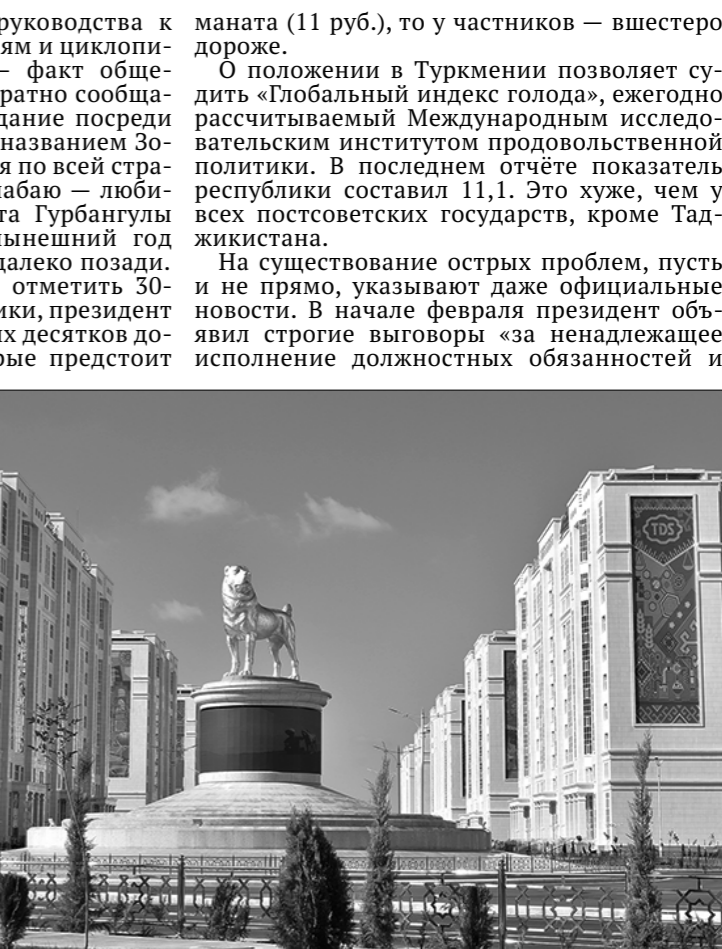 руководства к
ям и циклопи-
— факт обще-
ратно сообща-
дание посреди
названием Зо-
я по всей стра-
лабаю — люби-
та Гурбангулы
нынешний год
далеко позади.
отметить 30-
ики, президент
их десятков до-
рые предстоит
маната (11 руб.), то у частников — вшестеро
дороже.
О положении в Туркмении позволяет су-
дить «Глобальный индекс голода», ежегодно
рассчитываемый Международным исследо-
вательским институтом продовольственной
политики. В последнем отчёте показатель
республики составил 11,1. Это хуже, чем у
всех постсоветских государств, кроме Тад-
жикистана.
На существование острых проблем, пусть
и не прямо, указывают даже официальные
новости. В начале февраля президент объ-
явил строгие выговоры «за ненадлежащее
исполнение должностных обязанностей и
TDS